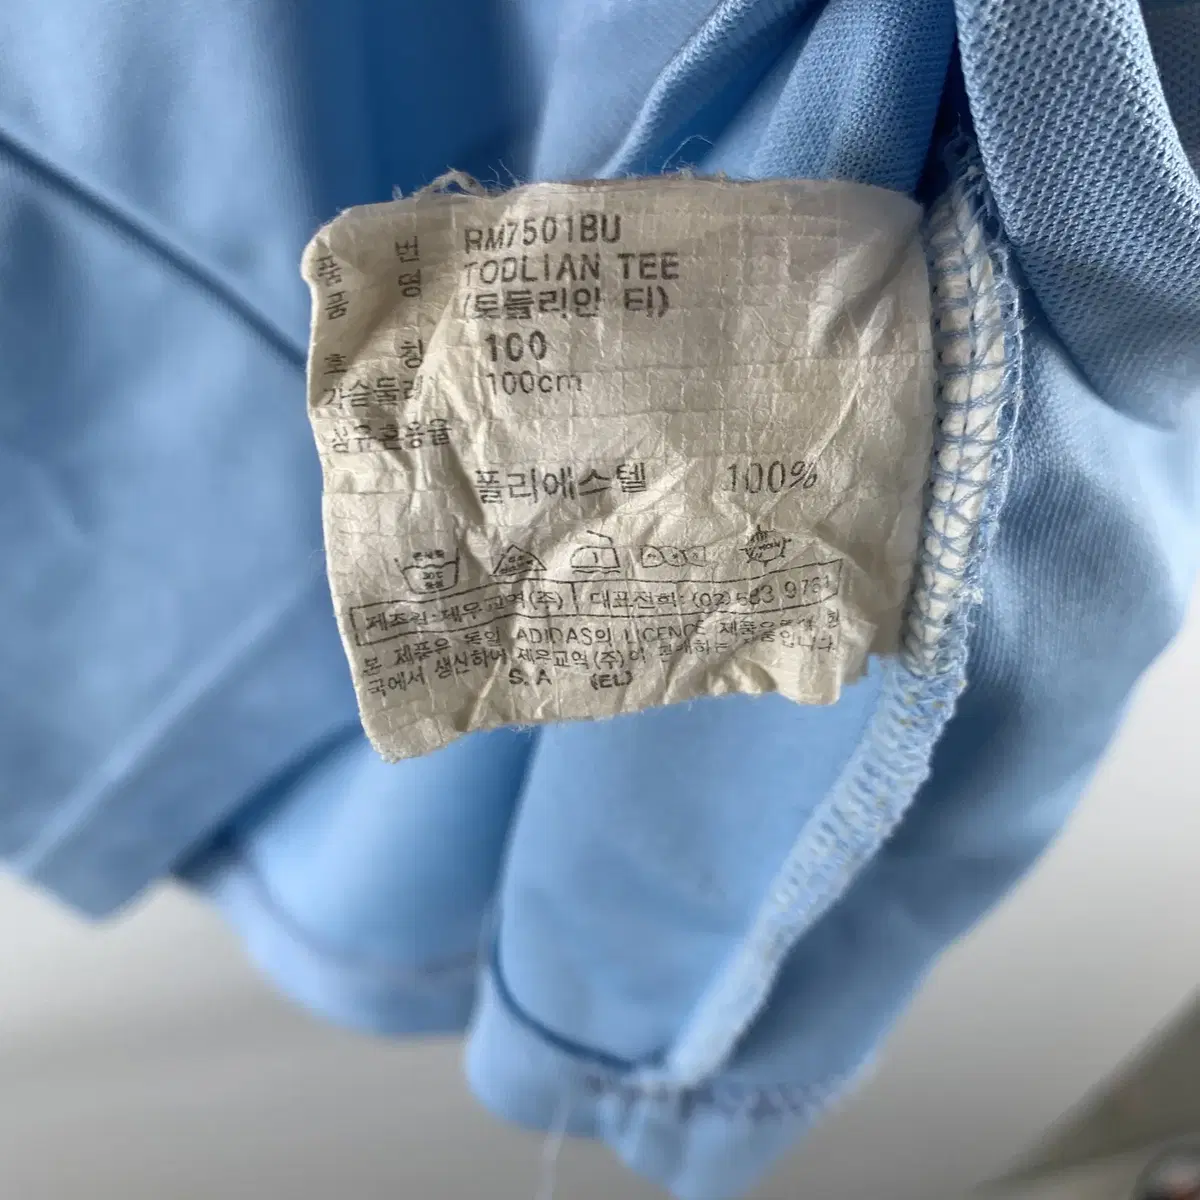 품 번 RM7501BU
품 명 TODLIAN TEE
(토들리안 티)
호 칭 100
가슴둘레 100cm
섬유혼용율
폴리에스텔 100%
30℃
제조원:제우교역(주) 대표전화:(02)583 976
본 제품은 독일 ADIDAS의 LICENCE 제품으로 한
국에서 생산하여 제우교역(주)이 판매하는 제품입니다.
S.A (EL)